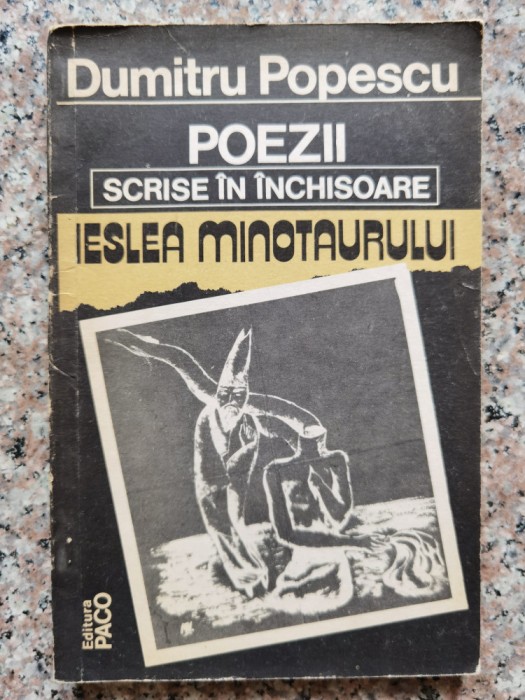 Dumitru Popescu
POEZII
SCRISE ÎN ÎNCHISOARE
IESLEA MINOTAURULUI
Editura
PACO